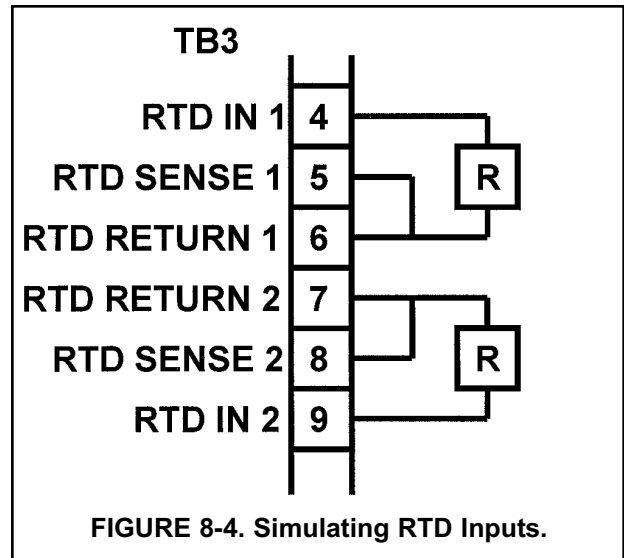 TB3
RTD IN 1 4
RTD SENSE 1 5 R
RTD RETURN 1 6
RTD RETURN 2 7
RTD SENSE 2 8 R
RTD IN 2 9
FIGURE 8-4. Simulating RTD Inputs.